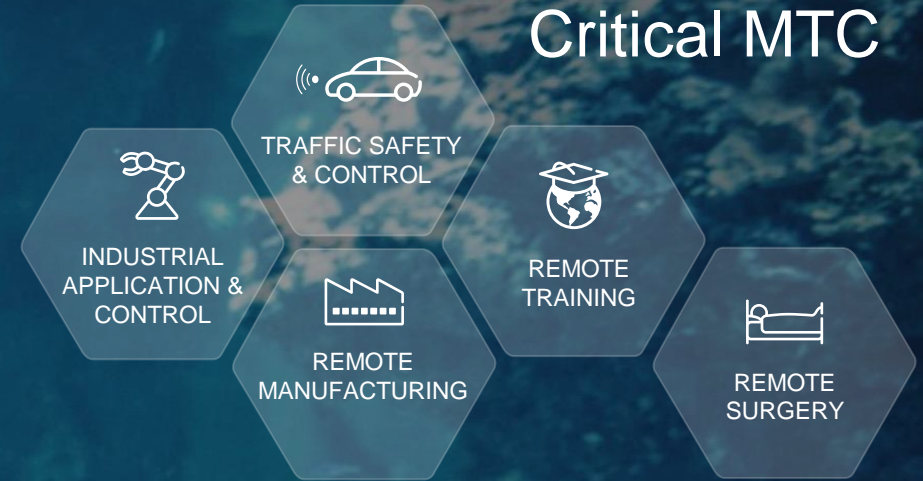 Critical MTC
TRAFFIC SAFETY
& CONTROL
INDUSTRIAL
APPLICATION &
CONTROL
REMOTE
TRAINING
REMOTE
MANUFACTURING
REMOTE
SURGERY